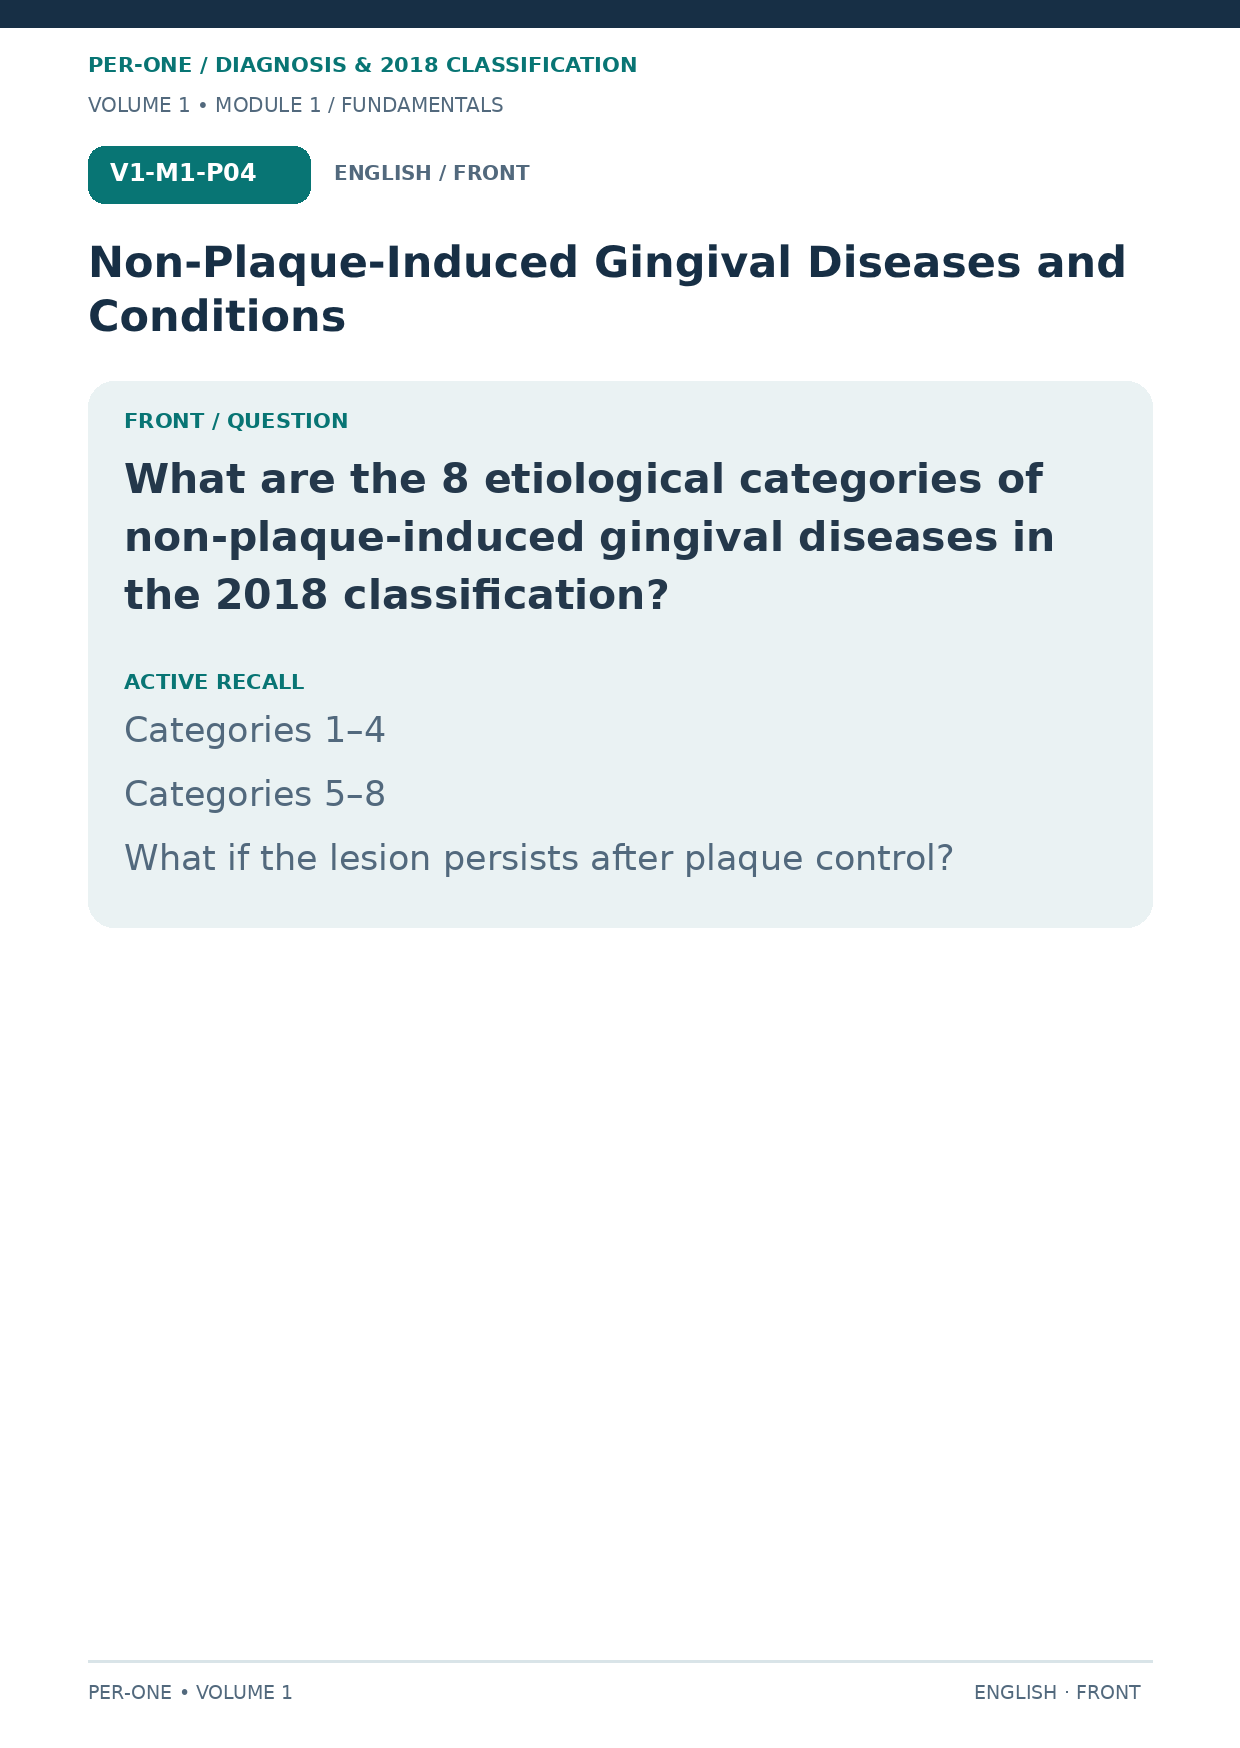 PER-ONE / DIAGNOSIS & 2018 CLASSIFICATION
VOLUME 1 • MODULE 1 / FUNDAMENTALS
V1-M1-P04
ENGLISH / FRONT
Non-Plaque-Induced Gingival Diseases and
Conditions
FRONT / QUESTION
What are the 8 etiological categories of
non-plaque-induced gingival diseases in
the 2018 classification?
ACTIVE RECALL
Categories 1–4
Categories 5–8
What if the lesion persists after plaque control?
PER-ONE • VOLUME 1
ENGLISH · FRONT